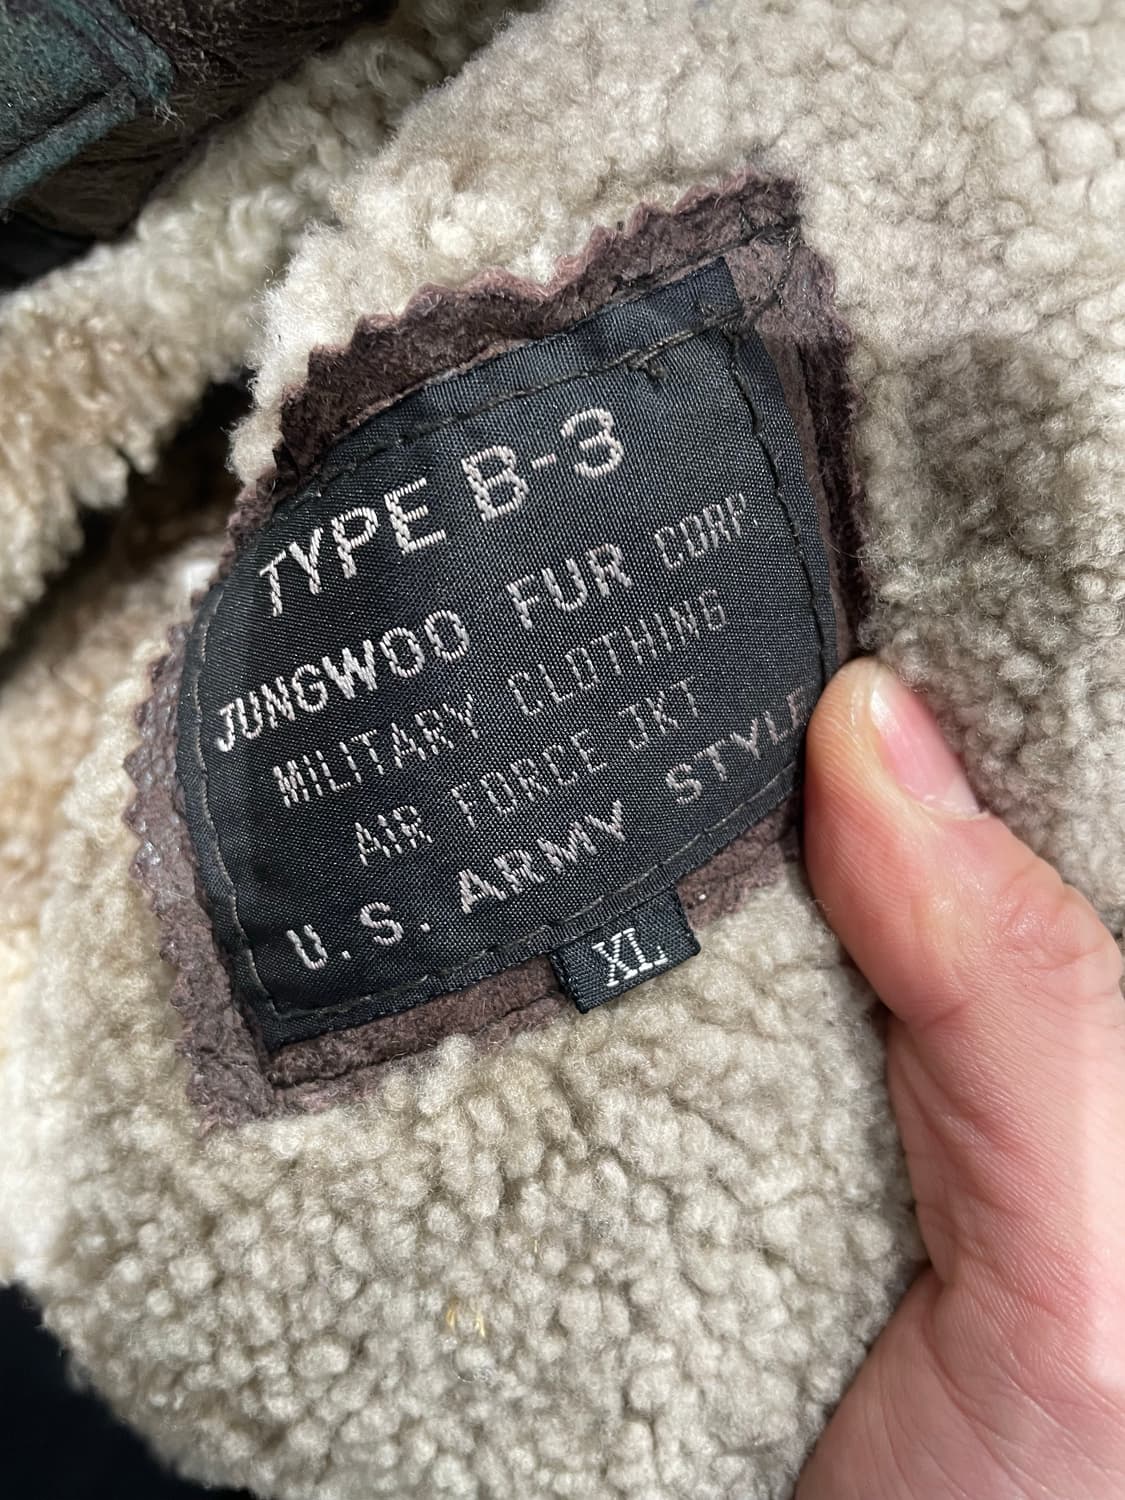 TYPE B-3
JUNGWOO FUR CORP.
MILITARY CLOTHING
AIR FORCE JKT
U.S. ARMY STYLE
XL